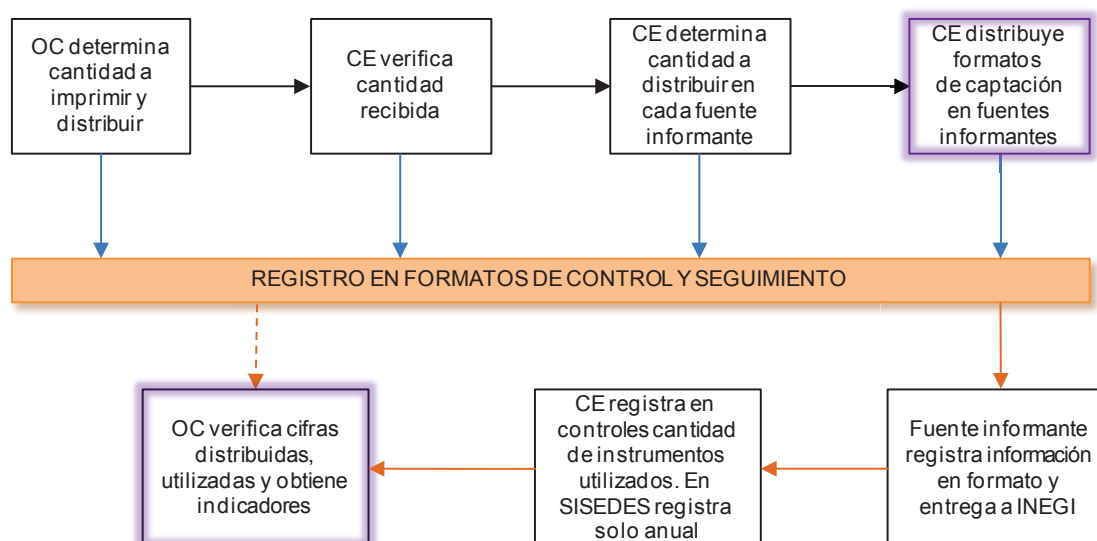 OC determina
cantidad a
imprimir y
distribuir
CE verifica
cantidad
recibida
CE determina
cantidad a
distribuir en
cada fuente
informante
CE distribuye
formatos
de captación
en fuentes
informantes
REGISTRO EN FORMATOS DE CONTROL Y SEGUIMIENTO
OC verifica cifras
distribuidas,
utilizadas y obtiene
indicadores
CE registra en
controles cantidad
de instrumentos
utilizados. En
SISEDES registra
solo anual
Fuente informante
registra información
en formato y
entrega a INEGI